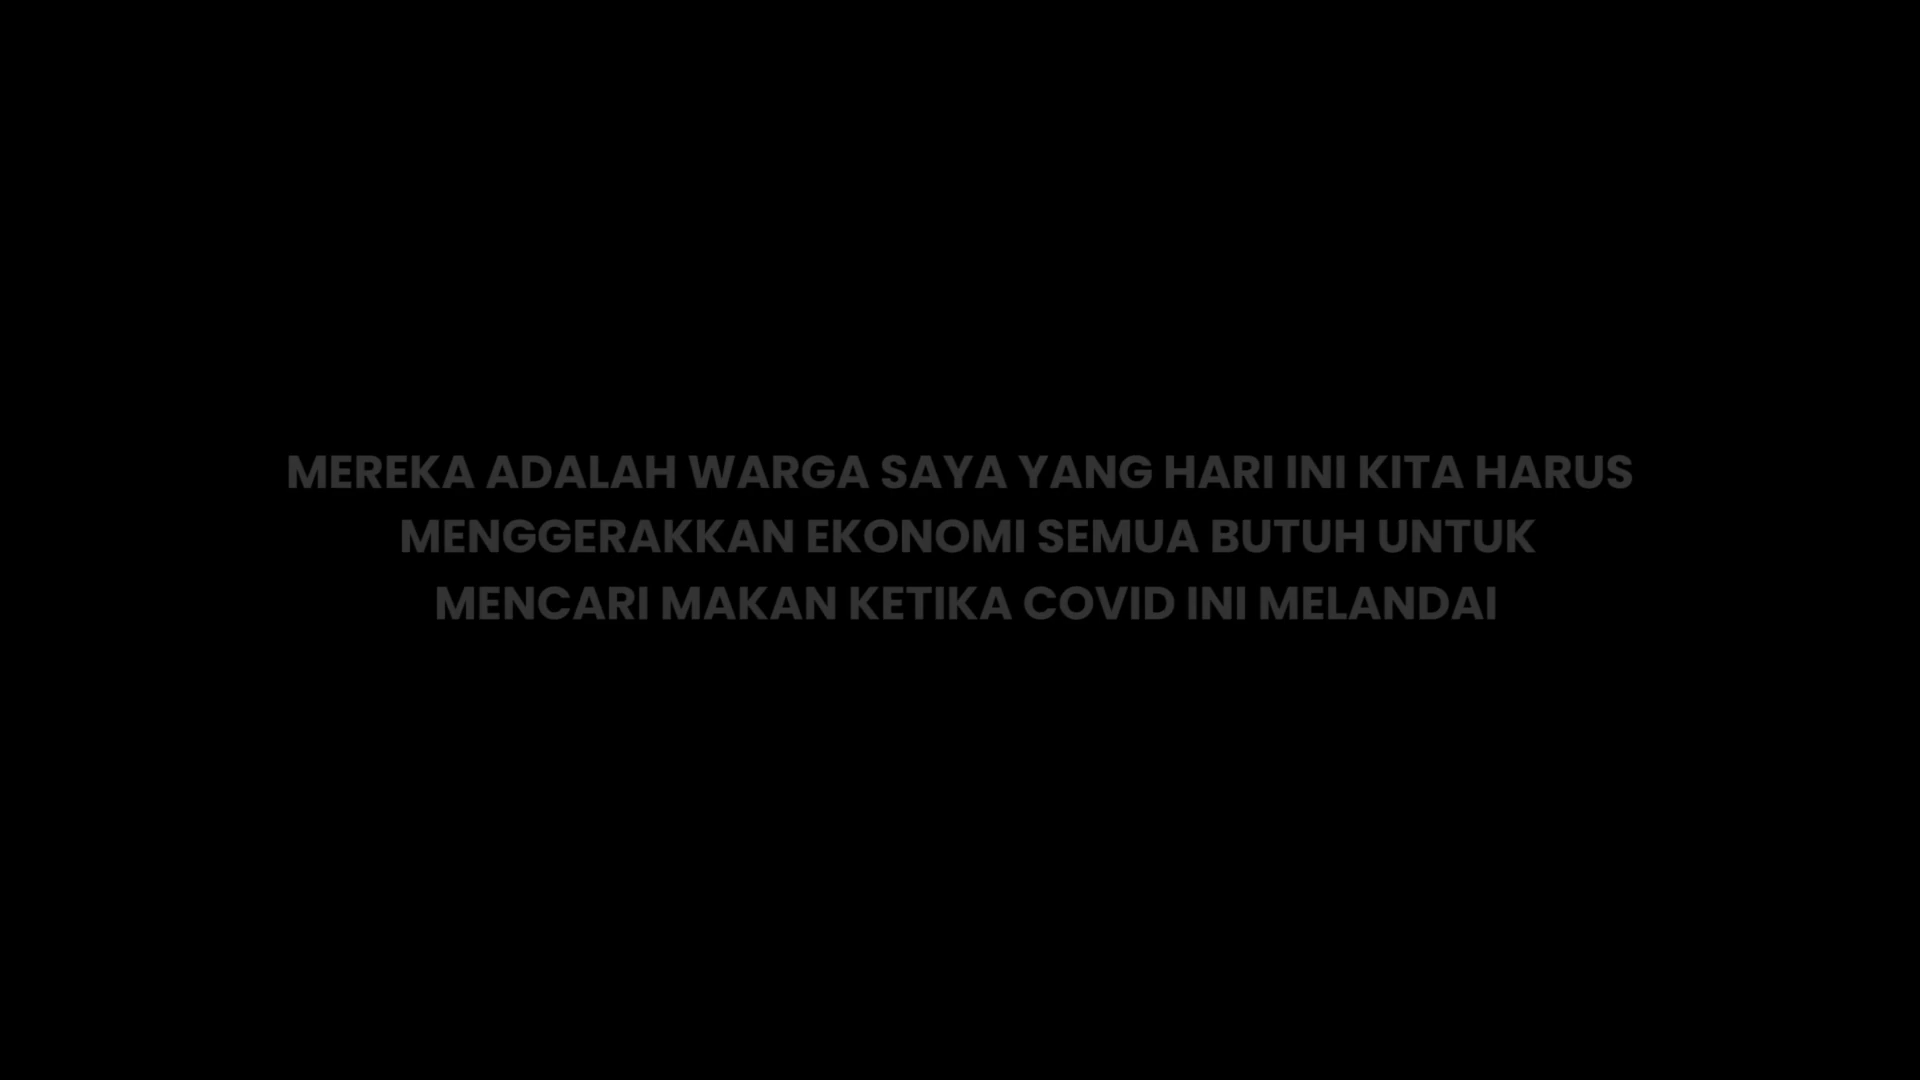 MEREKA ADALAH WARGA SAYA YANG HARI INI KITA HARUS
MENGGERAKKAN EKONOMI SEMUA BUTUH UNTUK
MENCARI MAKAN KETIKA COVID INI MELANDAI